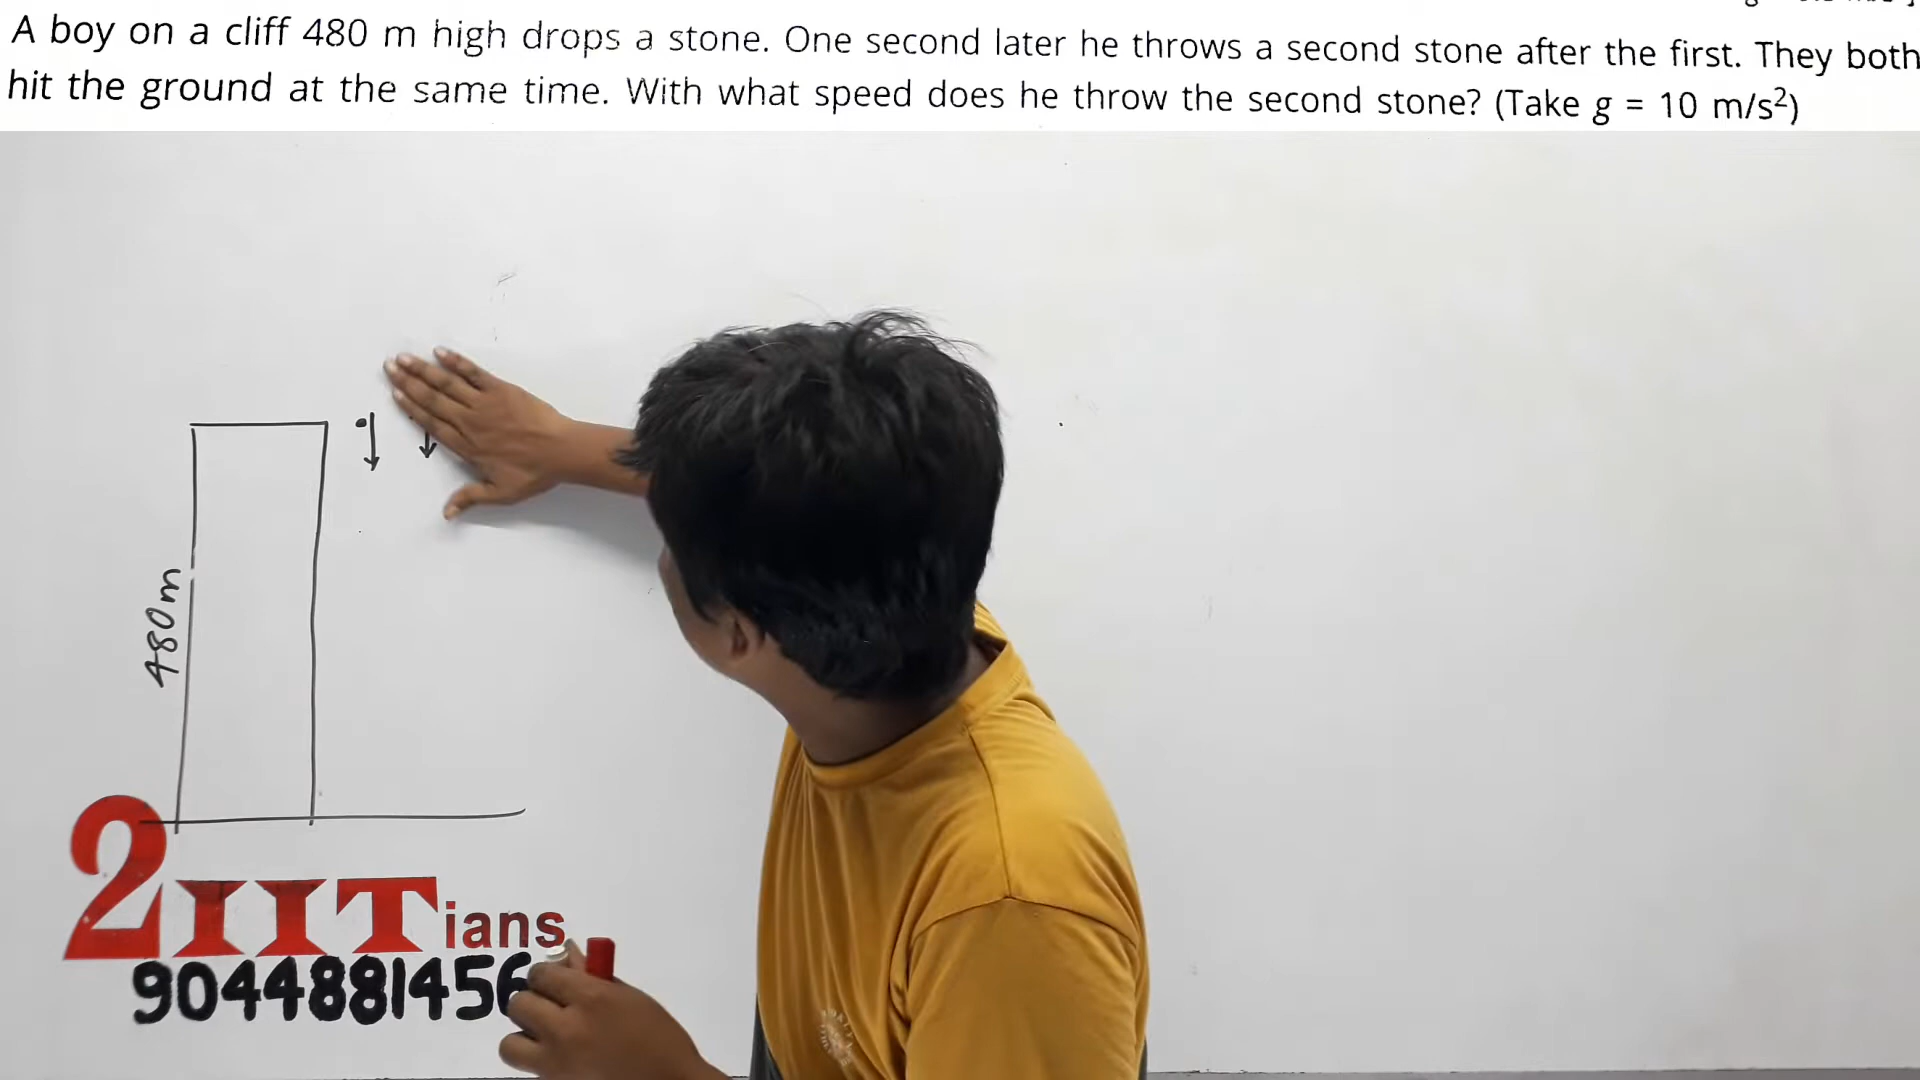 A boy on a cliff 480 m high drops a stone. One second later he throws a second stone after the first. They both
hit the ground at the same time. With what speed does he throw the second stone? (Take g = 10 m/s²)
480m
2IITians
9044881456